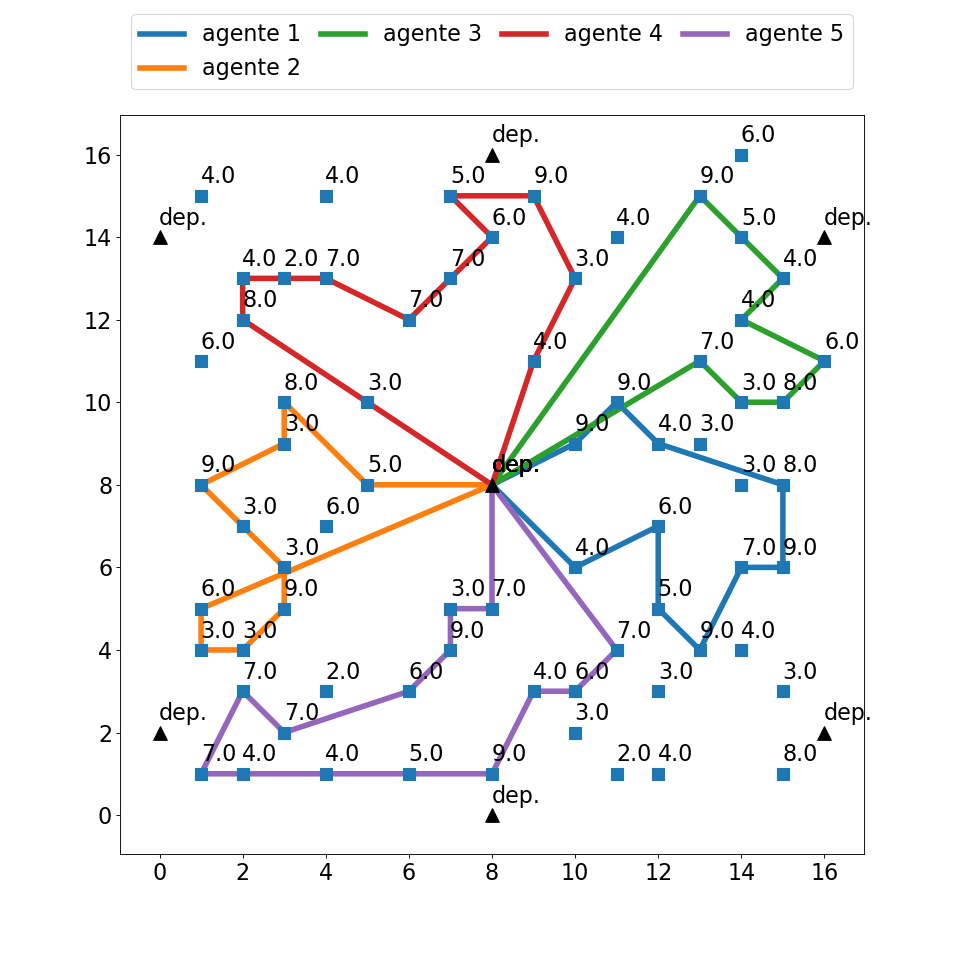 agente 1 agente 3 agente 4 agente 5
agente 2
dep. 6.0
16
4.0 4.0 5.0 9.0 9.0
dep. 6.0 4.0 5.0 dep.
14
4.0 2.0 7.0 7.0 3.0 4.0
8.0 7.0 4.0
12
6.0 4.0 7.0 6.0
8.0 3.0 9.0 3.0 8.0
10
3.0 9.0 4.0 3.0
9.0 5.0 dep. 3.0 8.0
8
3.0 6.0 6.0
3.0 4.0 7.0 9.0
6
6.0 9.0 3.0 7.0 5.0
3.0 3.0 9.0 7.0 9.0 4.0
4
7.0 2.0 6.0 4.0 6.0 3.0 3.0
dep. 7.0 3.0 dep.
2
7.0 4.0 4.0 5.0 9.0 2.0 4.0 8.0
dep.
0
0 2 4 6 8 10 12 14 16